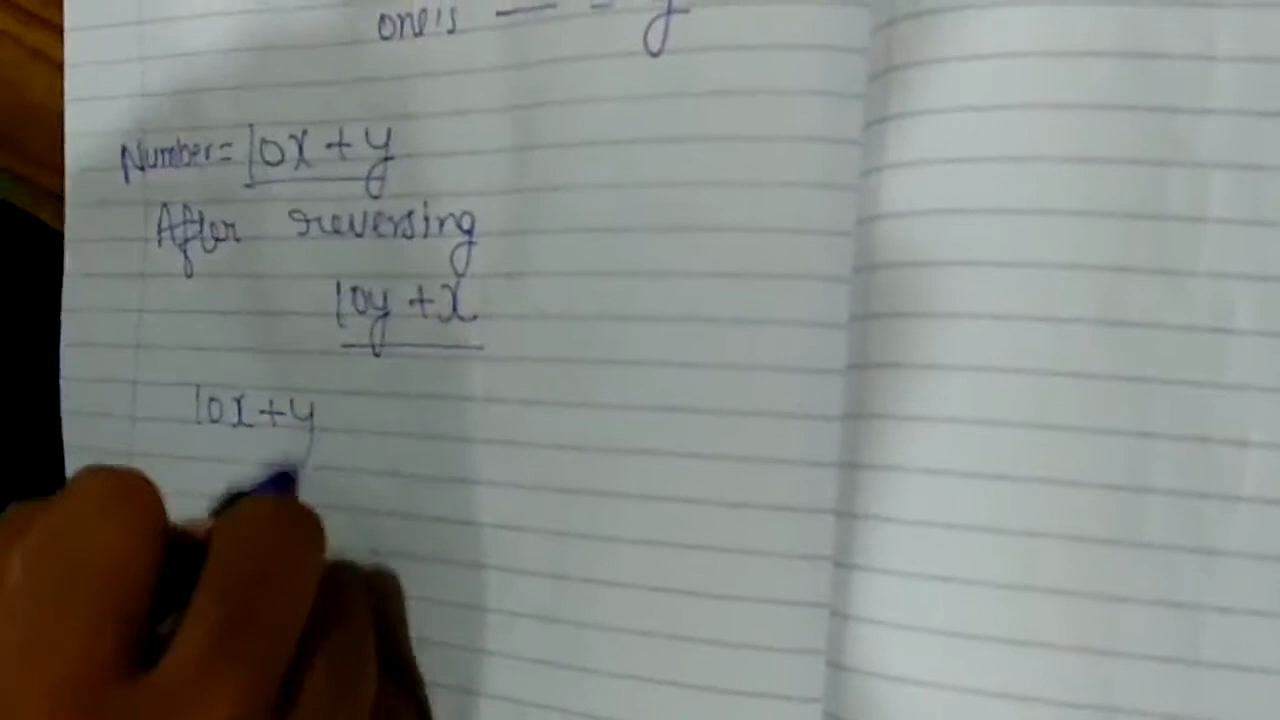 one's — - y
Number = 10x + y
After reversing
10y + x
10x + y